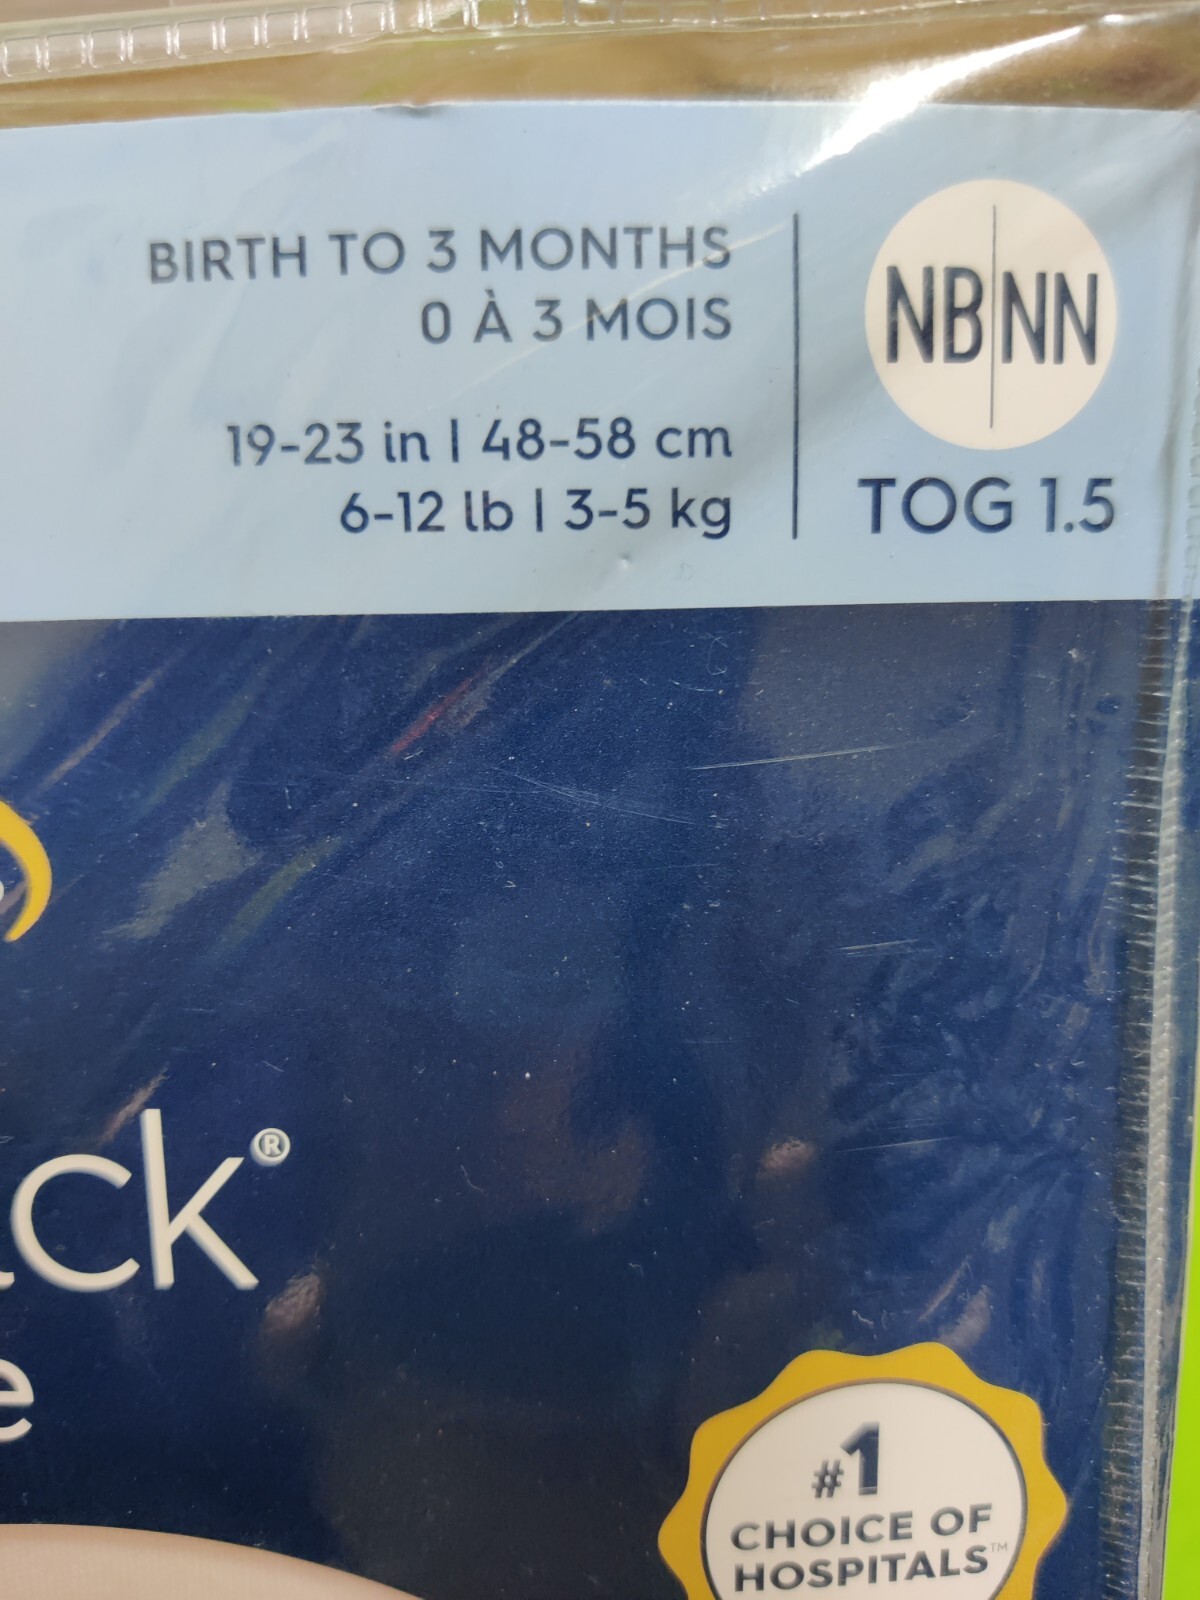 BIRTH TO 3 MONTHS
0 À 3 MOIS
19-23 in | 48-58 cm
6-12 lb | 3-5 kg
NB|NN
TOG 1.5
ck®
e
#1
CHOICE OF
HOSPITALS™